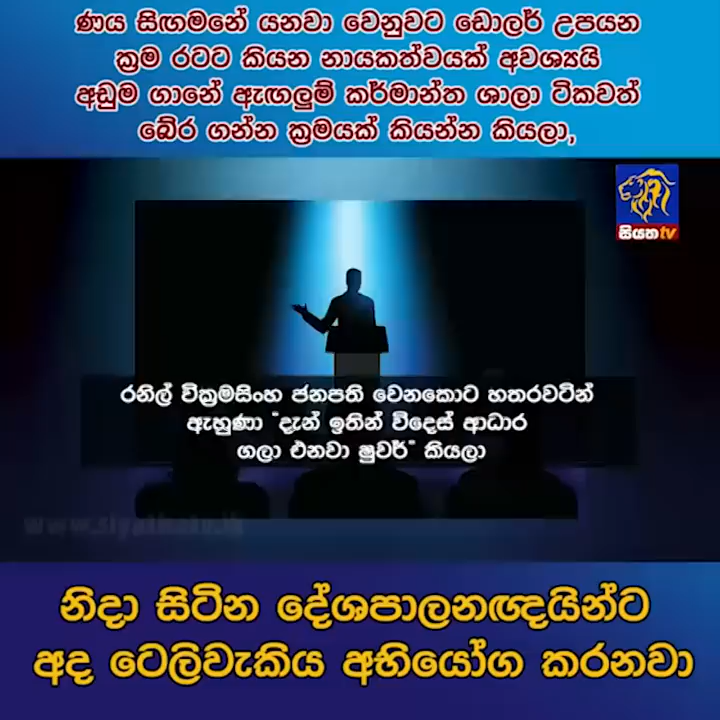 ණය සිඟමනේ යනවා වෙනුවට ඩොලර් උපයන
ක්‍රම රටට කියන නායකත්වයක් අවශ්‍යයි
අඩුම ගානේ ඇඟලුම් කර්මාන්ත ශාලා ටිකවත්
බේර ගන්න ක්‍රමයක් කියන්න කියලා,
සියත tv
රනිල් වික්‍රමසිංහ ජනපති වෙනකොට හතරවටින්
ඇහුණා "දැන් ඉතින් විදෙස් ආධාර
ගලා එනවා ෂුවර්" කියලා
නිදා සිටින දේශපාලනඥයින්ට
අද ටෙලිවැකිය අභියෝග කරනවා